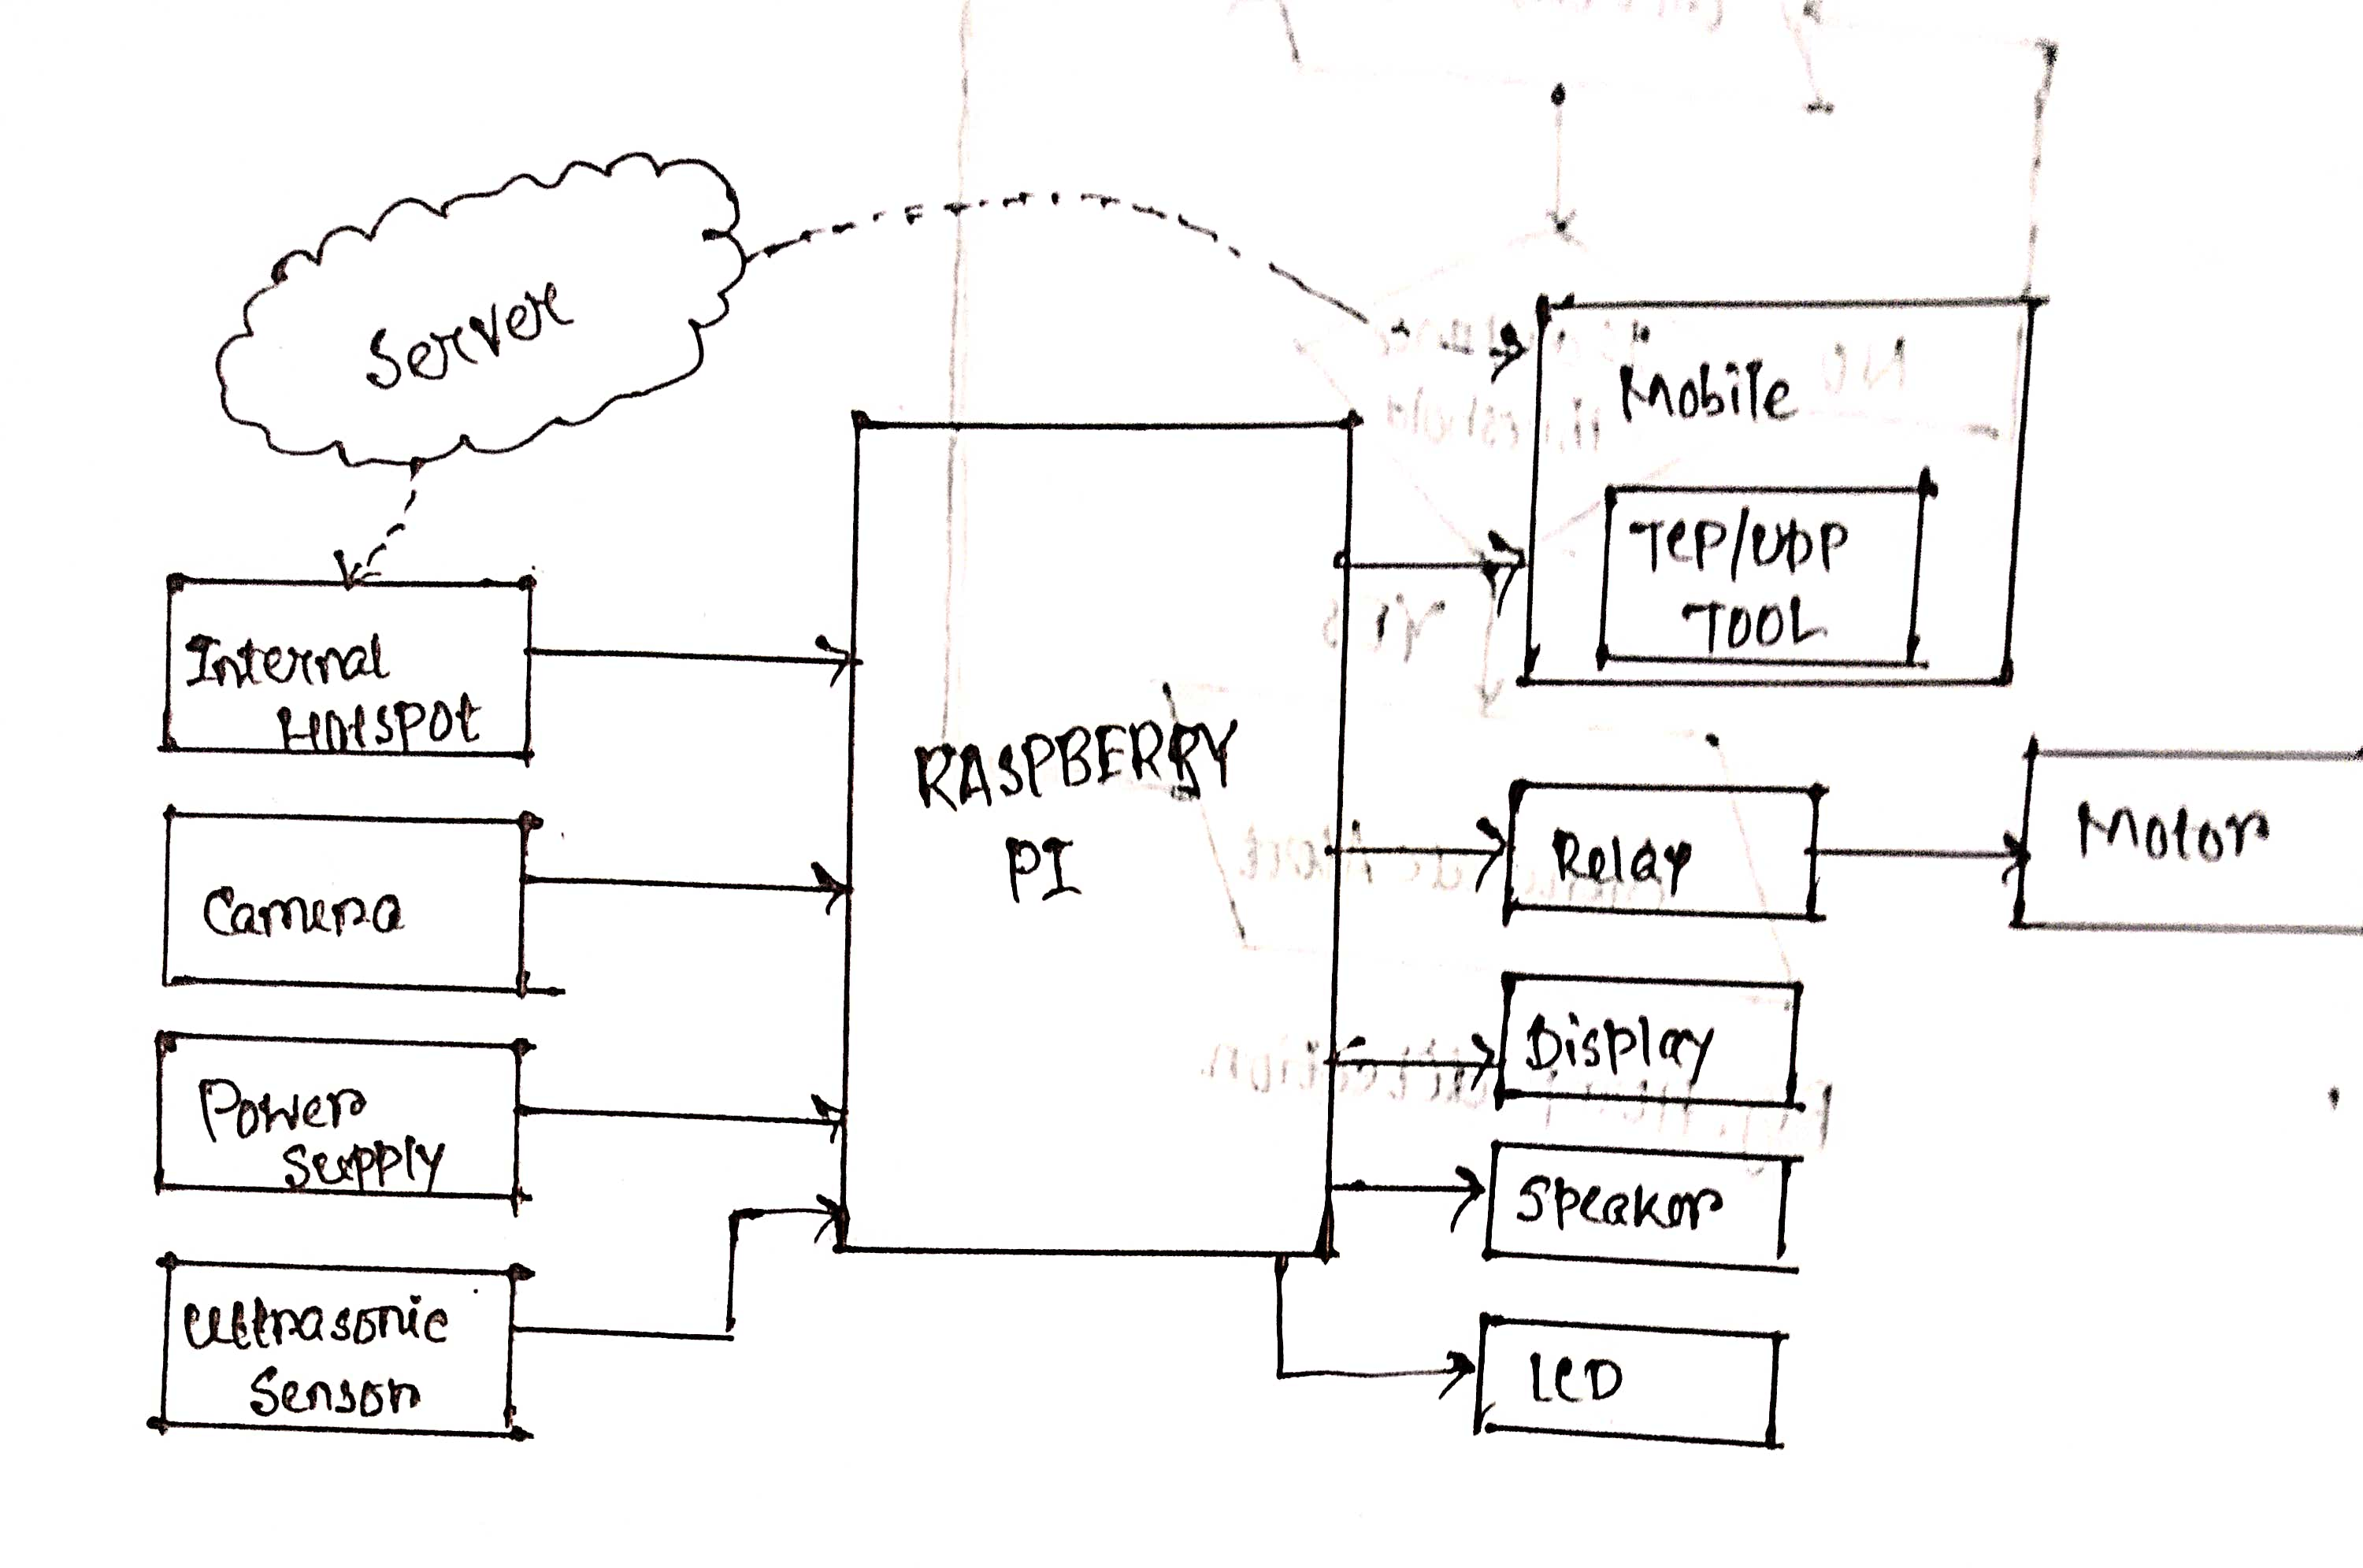 Server
Internal
Hotspot
Camera
Power
Supply
Ultrasonic
Sensor
RASPBERRY
PI
Mobile
TCP/UDP
TOOL
Relay
Motor
Display
Speaker
LCD